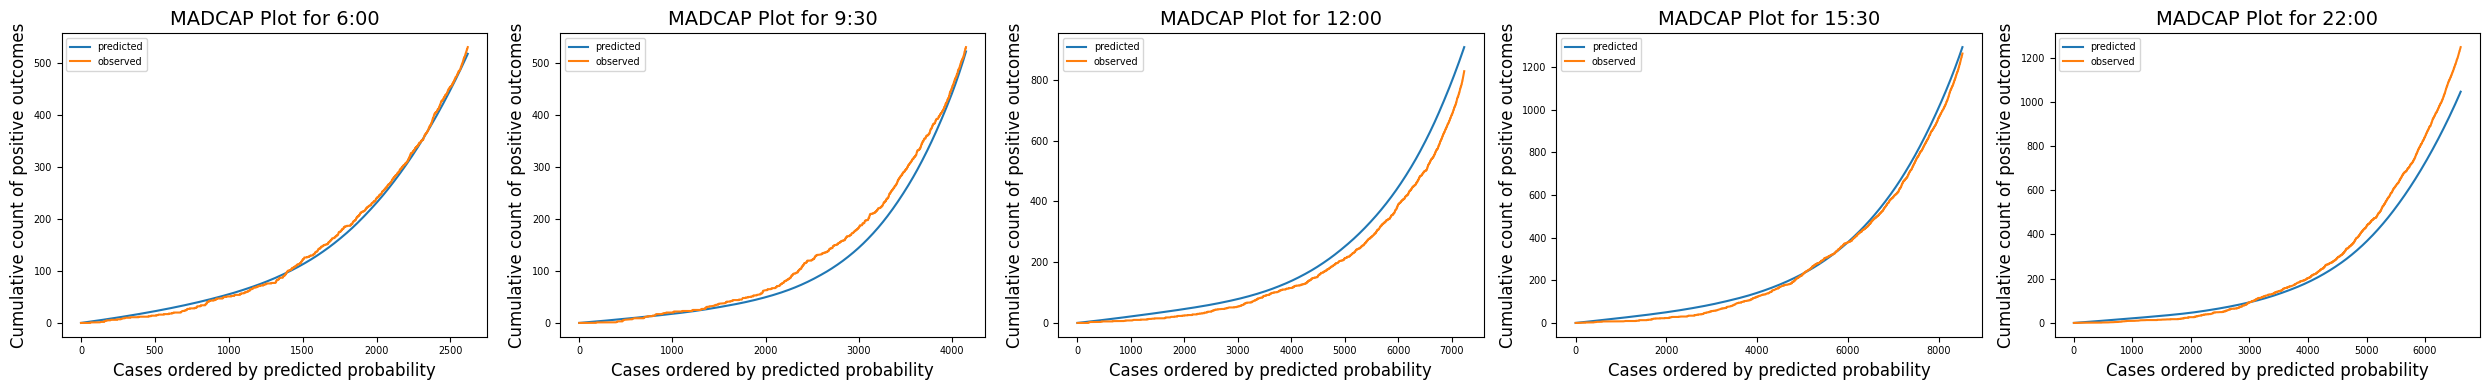 MADCAP Plot for 6:00
predicted
observed
Cumulative count of positive outcomes
500
400
300
200
100
0
0 500 1000 1500 2000 2500
Cases ordered by predicted probability
MADCAP Plot for 9:30
predicted
observed
Cumulative count of positive outcomes
500
400
300
200
100
0
0 1000 2000 3000 4000
Cases ordered by predicted probability
MADCAP Plot for 12:00
predicted
observed
Cumulative count of positive outcomes
800
600
400
200
0
0 1000 2000 3000 4000 5000 6000 7000
Cases ordered by predicted probability
MADCAP Plot for 15:30
predicted
observed
Cumulative count of positive outcomes
1200
1000
800
600
400
200
0
0 2000 4000 6000 8000
Cases ordered by predicted probability
MADCAP Plot for 22:00
predicted
observed
Cumulative count of positive outcomes
1200
1000
800
600
400
200
0
0 1000 2000 3000 4000 5000 6000
Cases ordered by predicted probability